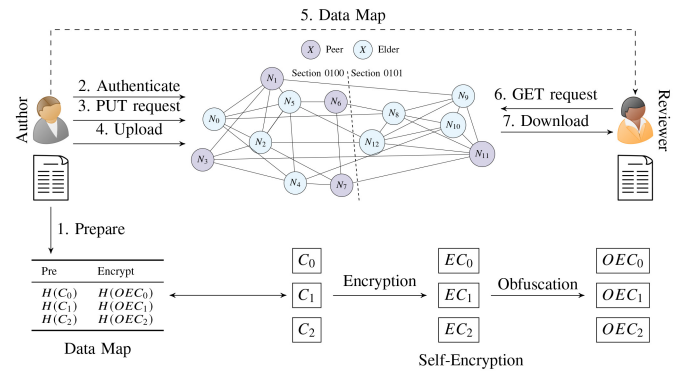 5. Data Map
X Peer X Elder
Section 0100 Section 0101
Author
2. Authenticate
3. PUT request
4. Upload
N1
N0
N5
N6
N2
N3
N4
N7
N8
N9
N10
N12
N11
6. GET request
7. Download
Reviewer
1. Prepare
Pre Encrypt
H(C0) H(OEC0)
H(C1) H(OEC1)
H(C2) H(OEC2)
Data Map
C0
C1
C2
Encryption
EC0
EC1
EC2
Obfuscation
OEC0
OEC1
OEC2
Self-Encryption